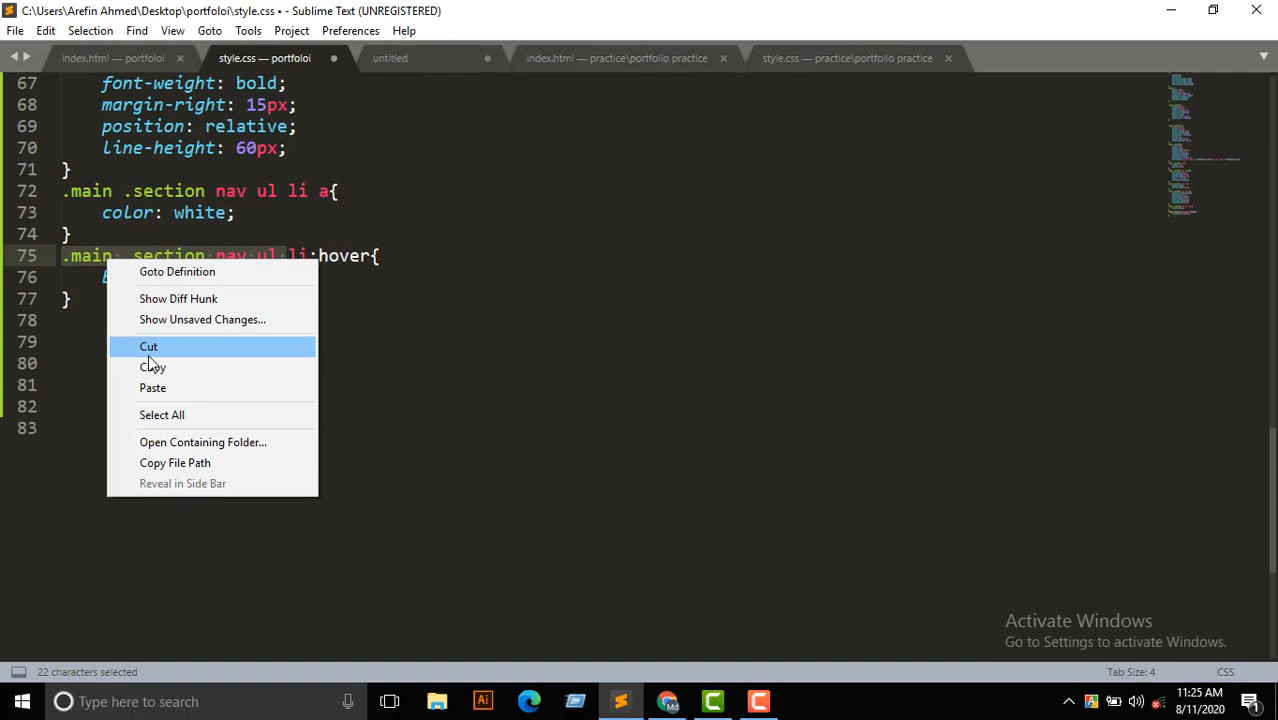 C:\Users\Arefin Ahmed\Desktop\portfoloi\style.css • - Sublime Text (UNREGISTERED)
File Edit Selection Find View Goto Tools Project Preferences Help
index.html — portfoloi
style.css — portfoloi
untitled
index.html — practice\portfolio practice
style.css — practice\portfolio practice
67 font-weight: bold;
68 margin-right: 15px;
69 position: relative;
70 line-height: 60px;
71 }
72 .main .section nav ul li a{
73 color: white;
74 }
75 .main .section nav ul li:hover{
76
77 }
78
79
80
81
82
83
Goto Definition
Show Diff Hunk
Show Unsaved Changes...
Cut
Copy
Paste
Select All
Open Containing Folder...
Copy File Path
Reveal in Side Bar
Activate Windows
Go to Settings to activate Windows.
22 characters selected
Tab Size: 4
CSS
Type here to search
11:25 AM
8/11/2020